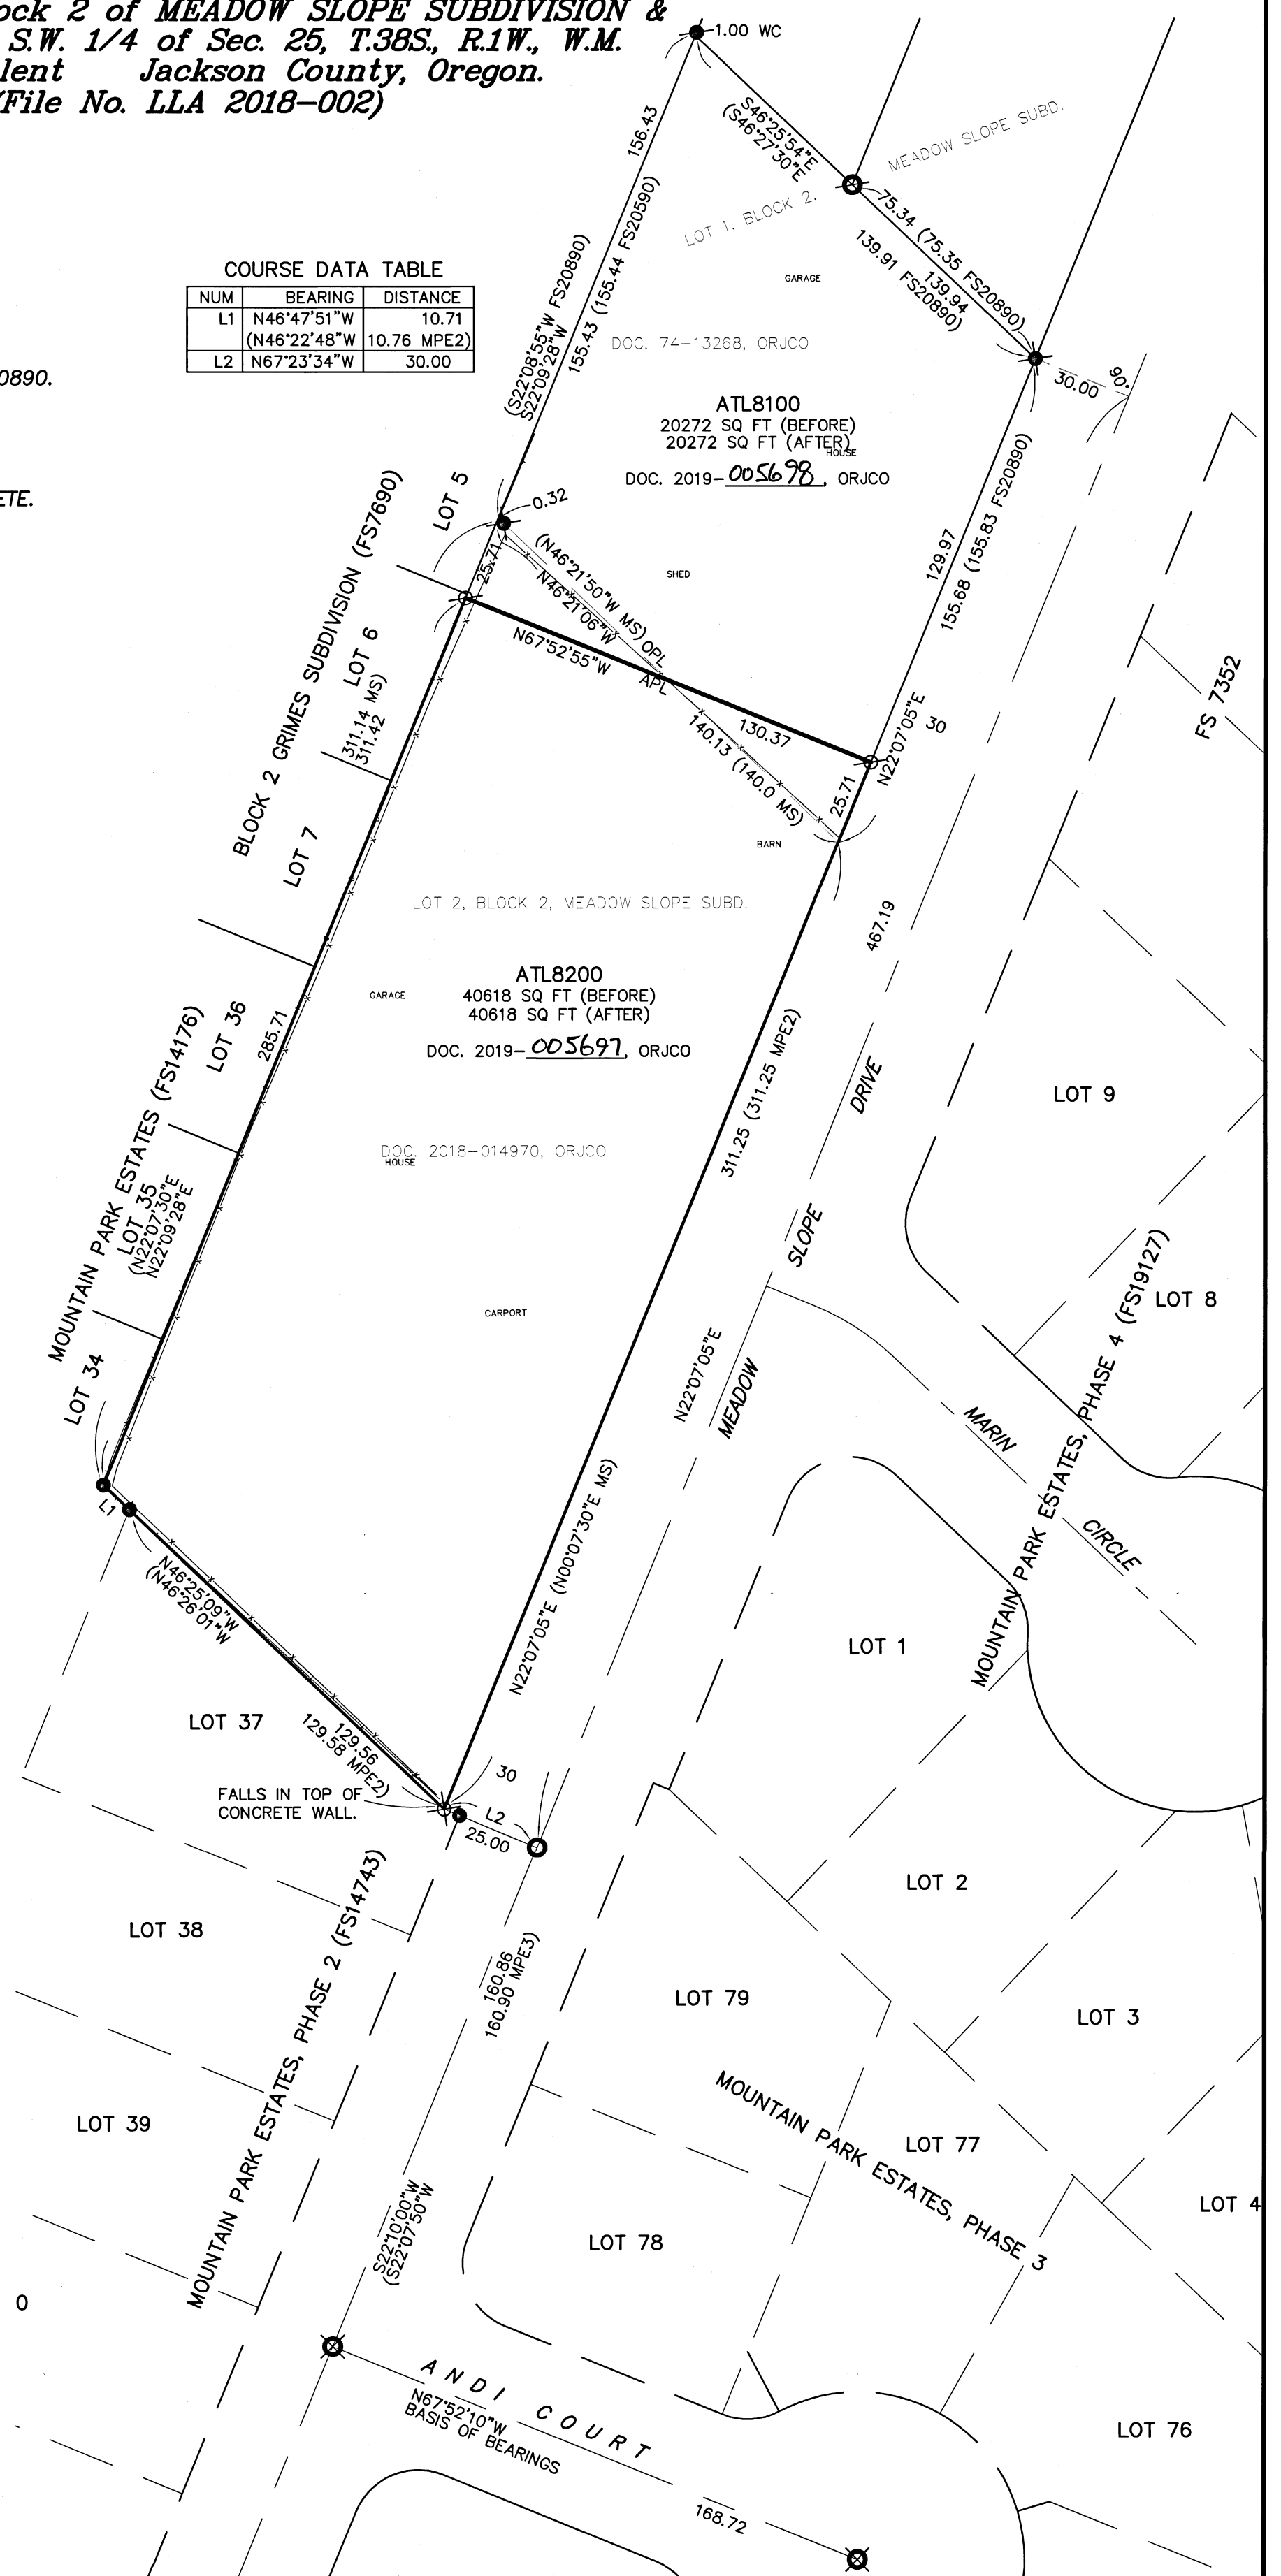 ock 2 of MEADOW SLOPE SUBDIVISION &
S.W. 1/4 of Sec. 25, T.38S., R.1W., W.M.
lent Jackson County, Oregon.
(File No. LLA 2018–002)
1.00 WC
156.43
S46°25'54"E
(S46°27'30"E
MEADOW SLOPE SUBD.
LOT 1, BLOCK 2,
75.34 (75.35 FS20890)
139.94
139.91 FS20890)
(S22°08'55"W FS20890)
S22°09'28"W
155.43 (155.44 FS20590)
COURSE DATA TABLE
NUM BEARING DISTANCE
L1 N46°47'51"W 10.71
(N46°22'48"W 10.76 MPE2)
L2 N67°23'34"W 30.00
0890.
ETE.
GARAGE
DOC. 74–13268, ORJCO
30.00
90°
ATL8100
20272 SQ FT (BEFORE)
20272 SQ FT (AFTER)
HOUSE
DOC. 2019–005698, ORJCO
LOT 5
0.32
25.71
(N46°21'50"W MS)
N46°21'06"W
OPL
SHED
129.97
155.68 (155.83 FS20890)
N67°52'55"W
APL
130.37
140.13 (140.0 MS)
BLOCK 2 GRIMES SUBDIVISION (FS7690)
LOT 6
311.14 MS)
311.42
FS 7352
N22°07'05"E
30
25.71
BARN
LOT 7
LOT 2, BLOCK 2, MEADOW SLOPE SUBD.
467.19
ATL8200
GARAGE
40618 SQ FT (BEFORE)
40618 SQ FT (AFTER)
DOC. 2019–005697, ORJCO
LOT 36
285.71
MOUNTAIN PARK ESTATES (FS14176)
311.25 (311.25 MPE2)
DRIVE
LOT 9
DOC. 2018–014970, ORJCO
HOUSE
LOT 35
(N22°07'30"E
N22°09'28"E
SLOPE
LOT 8
CARPORT
LOT 34
N22°07'05"E
MEADOW
MARIN
CIRCLE
MOUNTAIN PARK ESTATES, PHASE 4 (FS19127)
L1
N46°25'09"W
(N46°26'01"W
N22°07'05"E (N00°07'30"E MS)
LOT 1
LOT 37
129.56
129.58 MPE2)
FALLS IN TOP OF
CONCRETE WALL.
30
L2
25.00
LOT 2
LOT 38
MOUNTAIN PARK ESTATES, PHASE 2 (FS14743)
160.86
160.90 MPE3)
LOT 79
LOT 3
LOT 39
MOUNTAIN PARK ESTATES, PHASE 3
LOT 77
LOT 4
S22°10'00"W
(S22°07'50"W
LOT 78
0
ANDI COURT
N67°52'10"W
BASIS OF BEARINGS
LOT 76
168.72